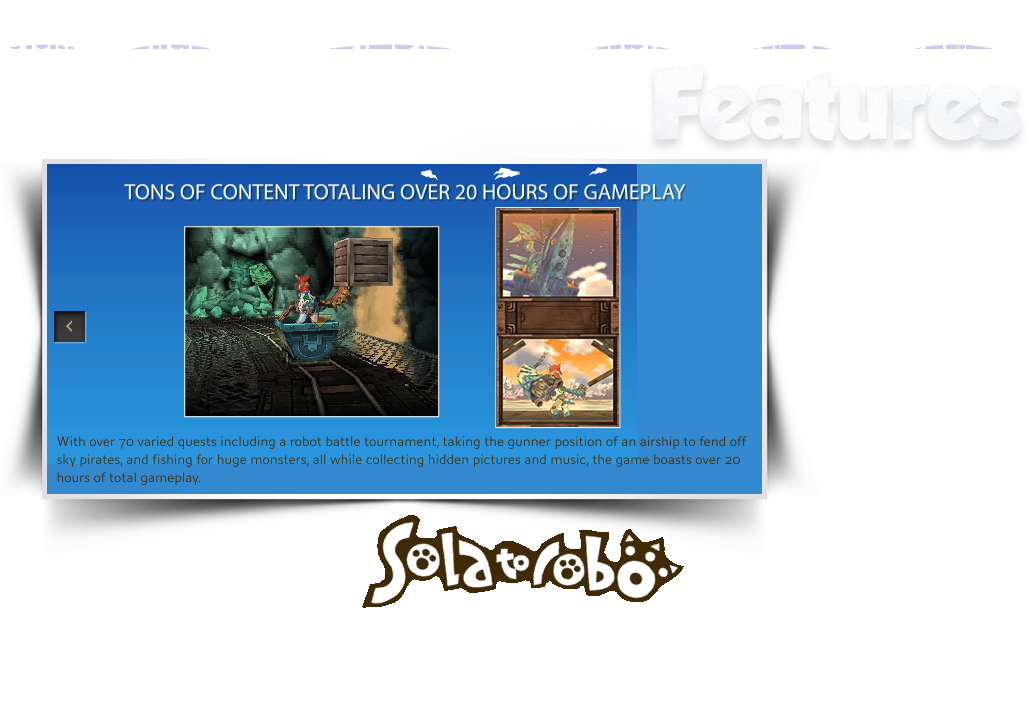 Features
TONS OF CONTENT TOTALING OVER 20 HOURS OF GAMEPLAY
With over 70 varied quests including a robot battle tournament, taking the gunner position of an airship to fend off
sky pirates, and fishing for huge monsters, all while collecting hidden pictures and music, the game boasts over 20
hours of total gameplay.
Solatorobo